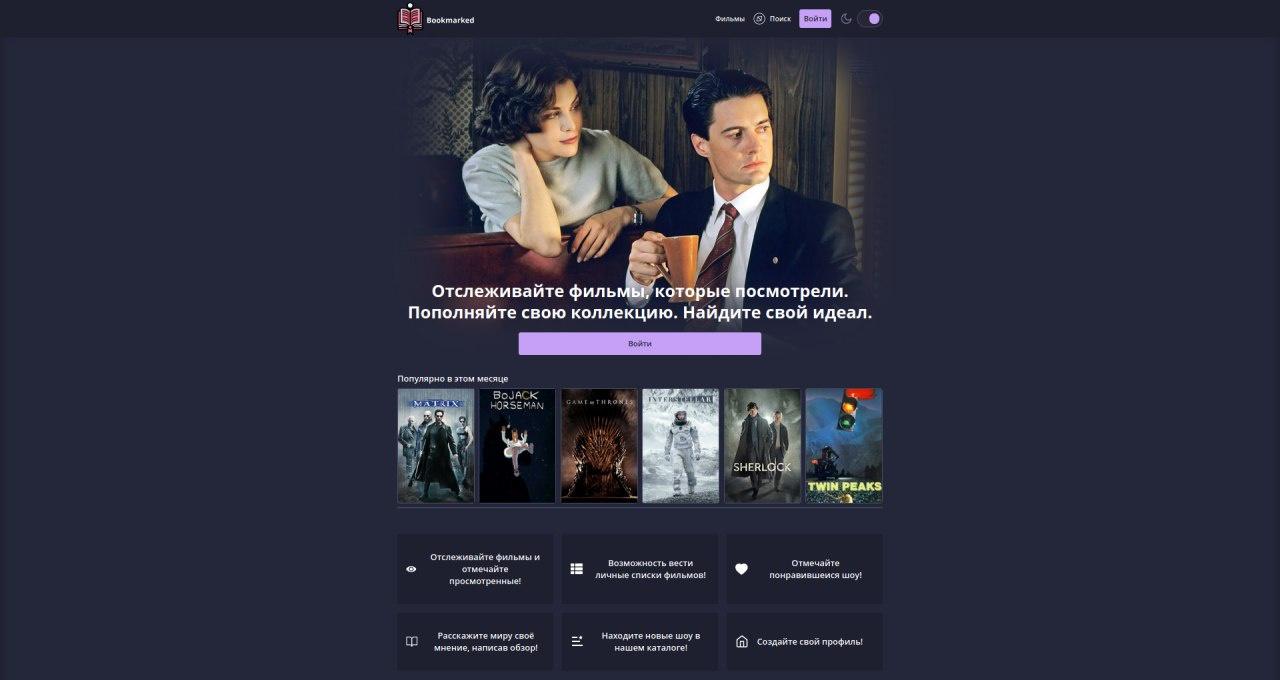 Bookmarked
Фильмы
Поиск
Войти
Отслеживайте фильмы, которые посмотрели.
Пополняйте свою коллекцию. Найдите свой идеал.
Войти
Популярно в этом месяце
MATRIX
BOJACK
HORSEMAN
GAME OF THRONES
INTERSTELLAR
SHERLOCK
TWIN PEAKS
Отслеживайте фильмы и
отмечайте
просмотренные!
Возможность вести
личные списки фильмов!
Отмечайте
понравившиеся шоу!
Расскажите миру своё
мнение, написав обзор!
Находите новые шоу в
нашем каталоге!
Создайте свой профиль!